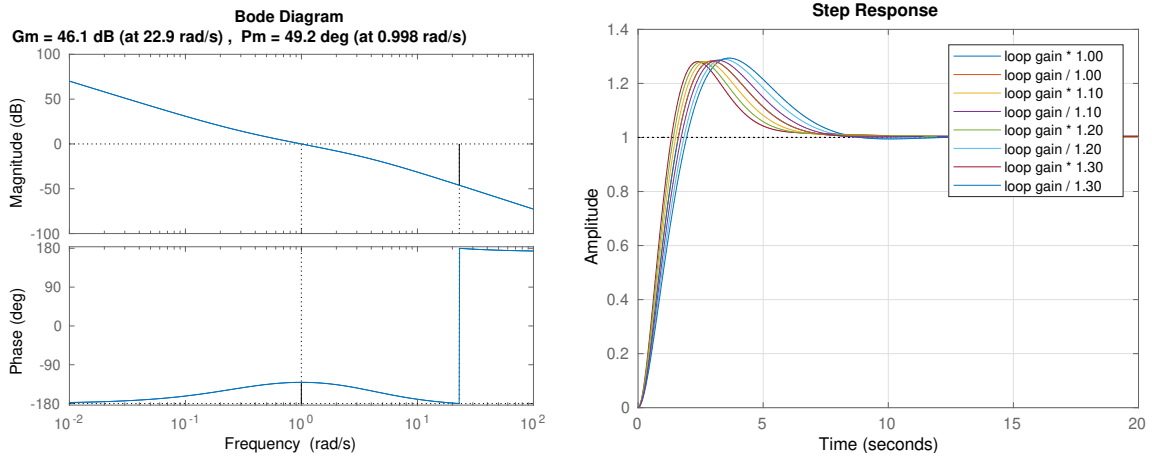 Bode Diagram
Gm = 46.1 dB (at 22.9 rad/s) , Pm = 49.2 deg (at 0.998 rad/s)
Magnitude (dB)
100
50
0
-50
-100
Phase (deg)
180
90
0
-90
-180
10^-2
10^-1
10^0
10^1
10^2
Frequency (rad/s)
Step Response
Amplitude
1.4
1.2
1
0.8
0.6
0.4
0.2
0
0
5
10
15
20
Time (seconds)
loop gain * 1.00
loop gain / 1.00
loop gain * 1.10
loop gain / 1.10
loop gain * 1.20
loop gain / 1.20
loop gain * 1.30
loop gain / 1.30